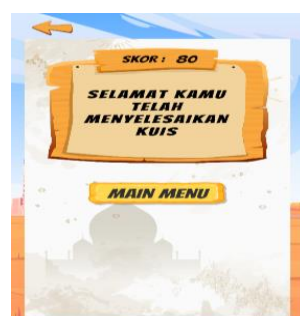 SKOR : 80
SELAMAT KAMU
TELAH
MENYELESAIKAN
KUIS
MAIN MENU